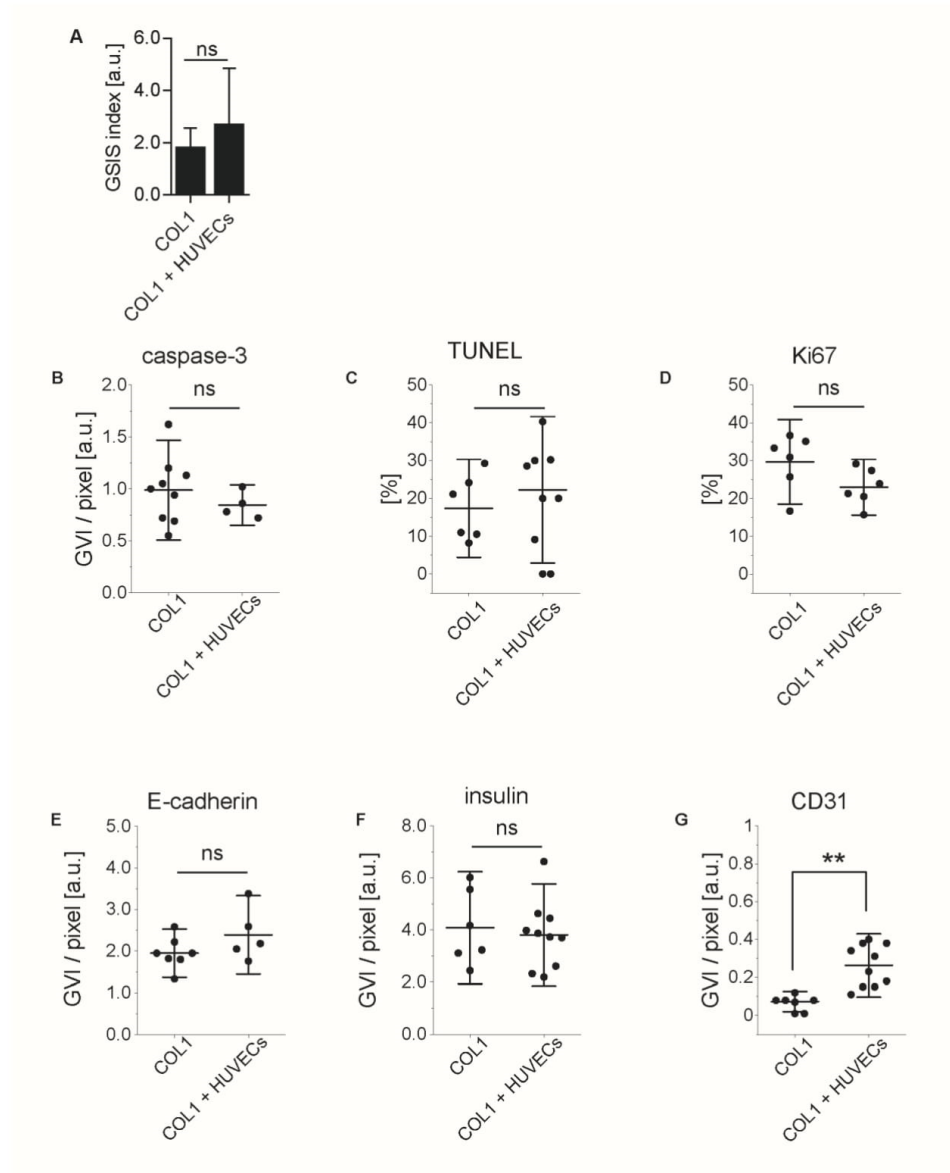 A
GSIS index [a.u.]
6.0
4.0
2.0
0.0
ns
COL1
COL1 + HUVECs
caspase-3
B
GVI / pixel [a.u.]
2.0
1.5
1.0
0.5
0.0
ns
COL1
COL1 + HUVECs
TUNEL
C
[%]
50
40
30
20
10
0
ns
COL1
COL1 + HUVECs
Ki67
D
[%]
50
40
30
20
10
0
ns
COL1
COL1 + HUVECs
E-cadherin
E
GVI / pixel [a.u.]
5.0
4.0
3.0
2.0
1.0
0.0
ns
COL1
COL1 + HUVECs
insulin
F
GVI / pixel [a.u.]
8.0
6.0
4.0
2.0
0.0
ns
COL1
COL1 + HUVECs
CD31
G
GVI / pixel [a.u.]
1
0.8
0.6
0.4
0.2
0
**
COL1
COL1 + HUVECs